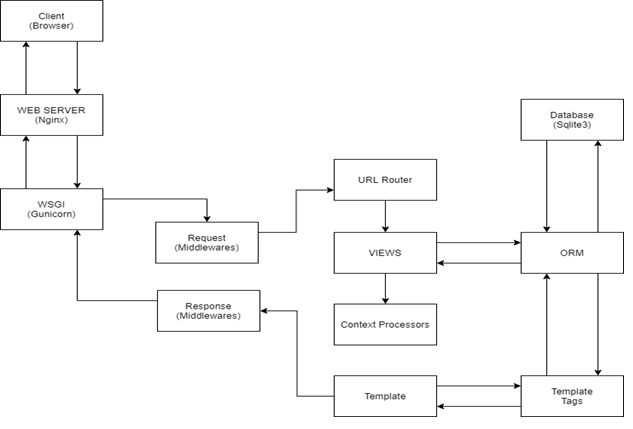 Client
(Browser)
WEB SERVER
(Nginx)
Database
(Sqlite3)
URL Router
WSGI
(Gunicorn)
Request
(Middlewares)
VIEWS
ORM
Response
(Middlewares)
Context Processors
Template
Template
Tags